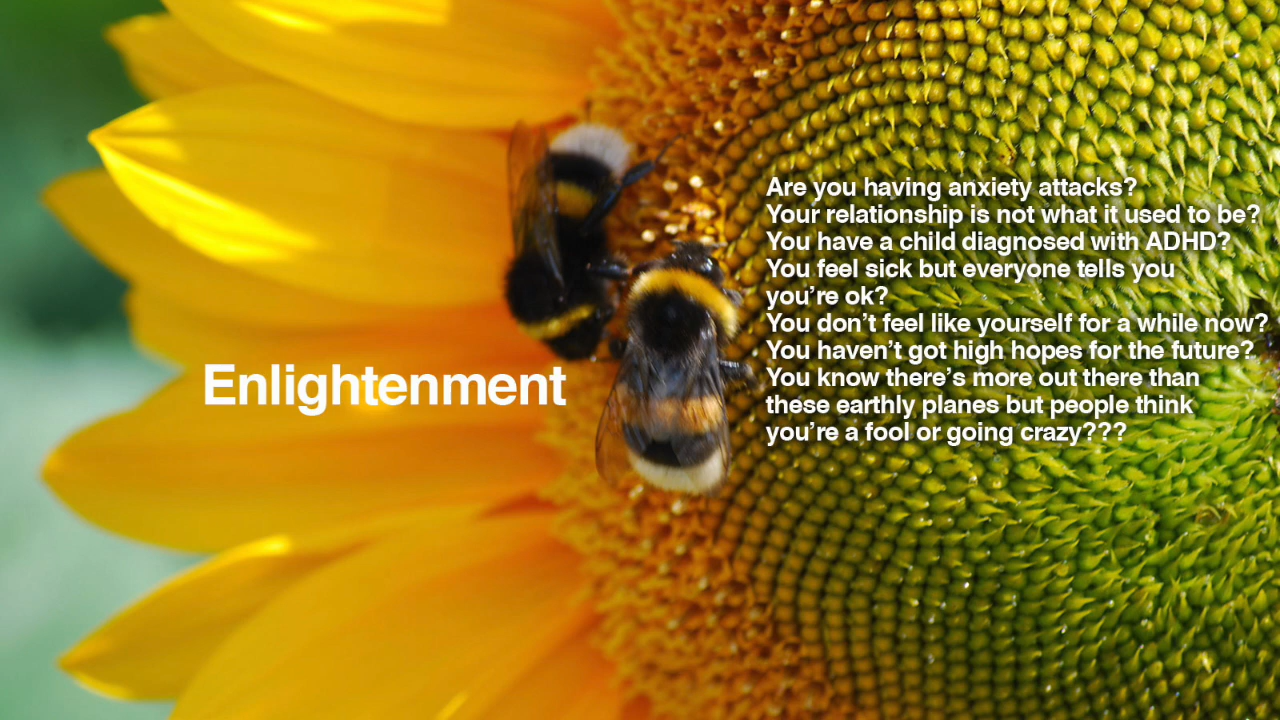 Enlightenment
Are you having anxiety attacks?
Your relationship is not what it used to be?
You have a child diagnosed with ADHD?
You feel sick but everyone tells you
you’re ok?
You don’t feel like yourself for a while now?
You haven’t got high hopes for the future?
You know there’s more out there than
these earthly planes but people think
you’re a fool or going crazy???